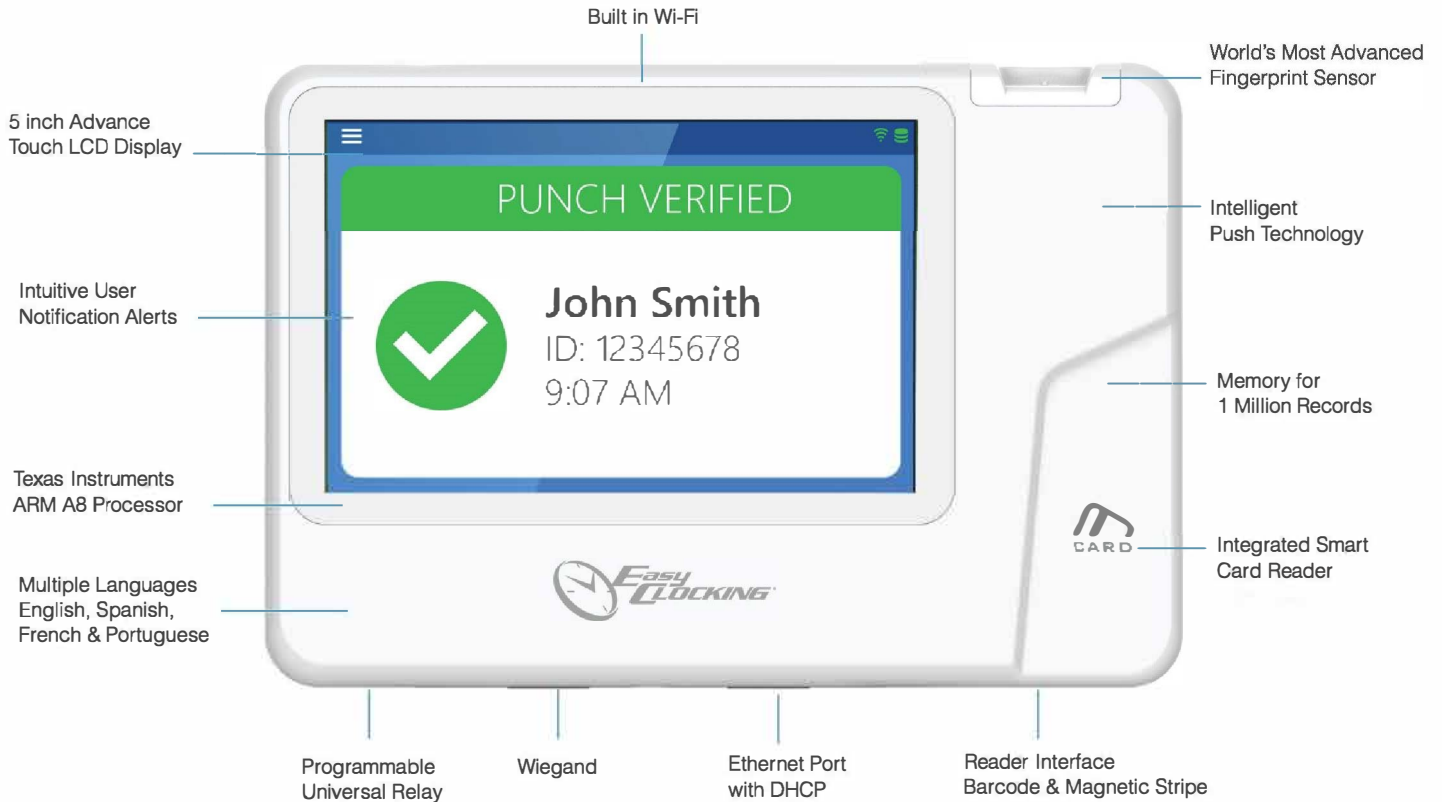 Built in Wi-Fi
World's Most Advanced
Fingerprint Sensor
5 inch Advance
Touch LCD Display
PUNCH VERIFIED
Intelligent
Push Technology
Intuitive User
Notification Alerts
John Smith
ID: 12345678
9:07 AM
Memory for
1 Million Records
Texas Instruments
ARM A8 Processor
CARD
Integrated Smart
Card Reader
Multiple Languages
English, Spanish,
French & Portuguese
Easy
Clocking
Programmable
Universal Relay
Wiegand
Ethernet Port
with DHCP
Reader Interface
Barcode & Magnetic Stripe